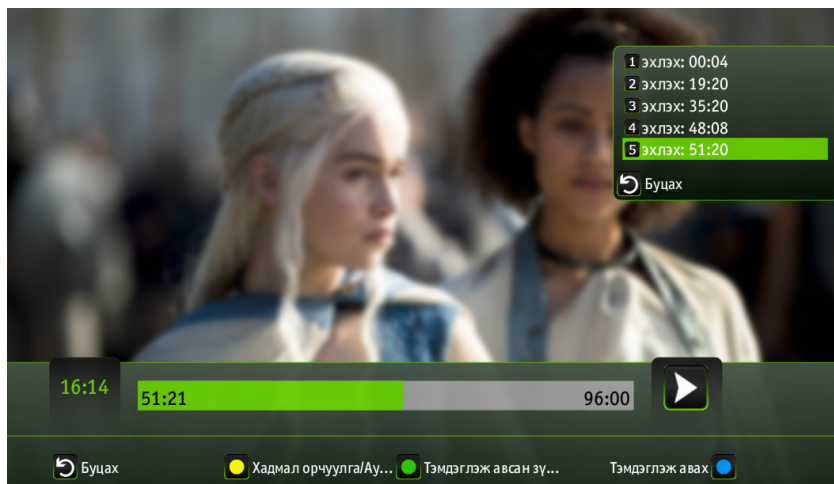 1 эхлэх: 00:04
2 эхлэх: 19:20
3 эхлэх: 35:20
4 эхлэх: 48:08
5 эхлэх: 51:20
Буцах
16:14
51:21
96:00
Буцах
Хадмал орчуулга/Ау...
Тэмдэглэж авсан зү...
Тэмдэглэж авах